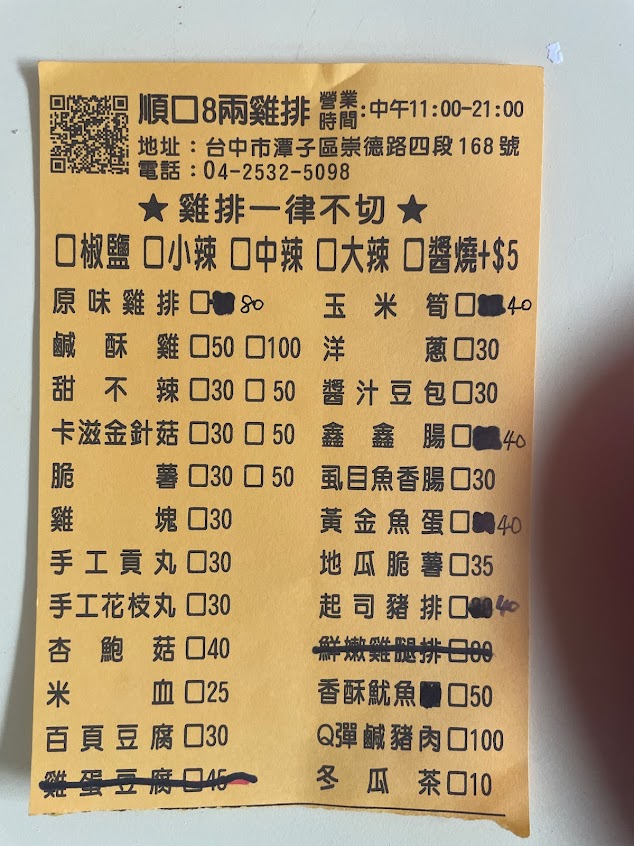 順口8兩雞排 營業時間:中午11:00-21:00
地址：台中市潭子區崇德路四段168號
電話：04-2532-5098
★ 雞排一律不切 ★
□椒鹽 □小辣 □中辣 □大辣 □醬燒+$5
原味雞排□ 80
鹹酥雞□50 □100
甜不辣□30 □50
卡滋金針菇□30 □50
脆薯□30 □50
雞塊□30
手工貢丸□30
手工花枝丸□30
杏鮑菇□40
米血□25
百頁豆腐□30
雞蛋豆腐□45
玉米筍□ 40
洋蔥□30
醬汁豆包□30
鑫鑫腸□ 40
虱目魚香腸□30
黃金魚蛋□ 40
地瓜脆薯□35
起司豬排□ 40
鮮嫩雞腿排□80
香酥魷魚 □50
Q彈鹹豬肉□100
冬瓜茶□10